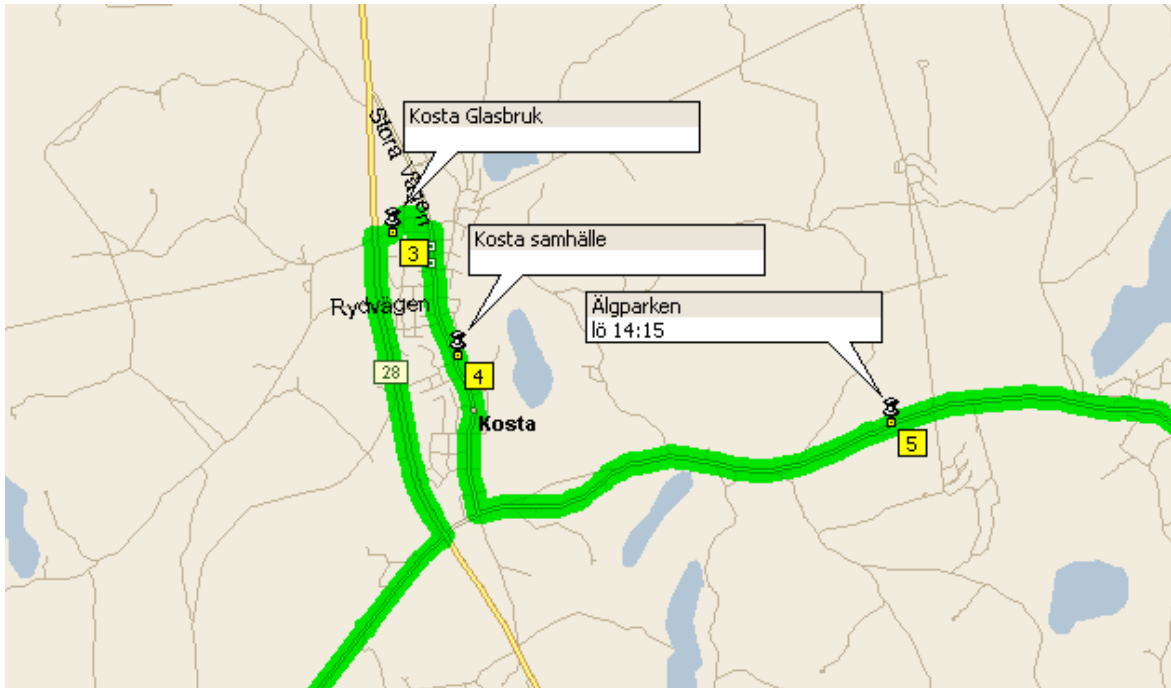 Kosta Glasbruk
Stora Vägen
3
Kosta samhälle
Älgparken
lö 14:15
Rydvägen
28
4
Kosta
5